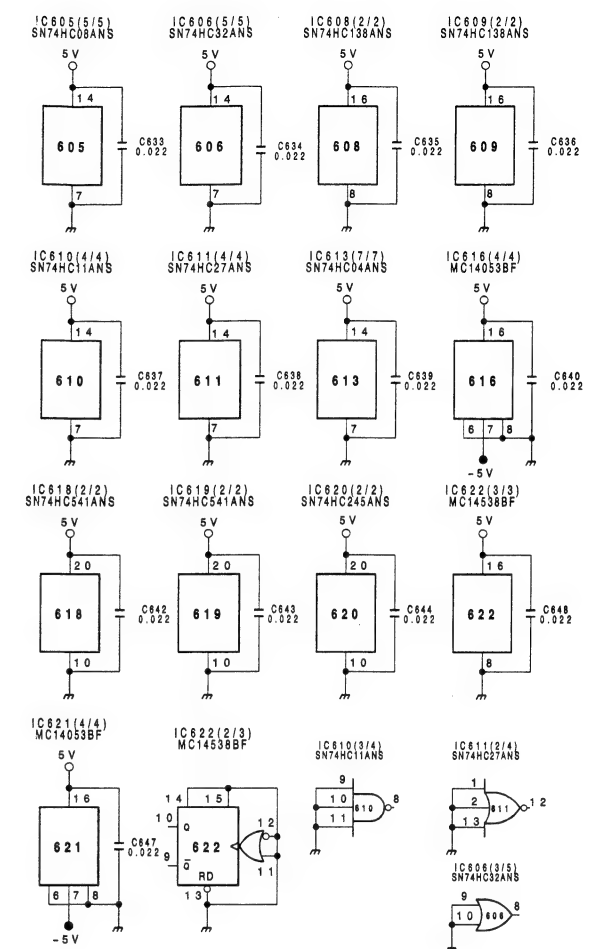 IC605(5/5) IC606(5/5) IC608(2/2) IC609(2/2)
SN74HC08ANS SN74HC32ANS SN74HC138ANS SN74HC138ANS
5V 5V 5V 5V
14 14 16 16
605 C633 0.022 606 C634 0.022 608 C635 0.022 609 C636 0.022
7 7 8 8
IC610(4/4) IC611(4/4) IC613(7/7) IC616(4/4)
SN74HC11ANS SN74HC27ANS SN74HC04ANS MC14053BF
5V 5V 5V 5V
14 14 14 16
610 C637 0.022 611 C638 0.022 613 C639 0.022 616 C640 0.022
7 7 7 6 7 8
-5V
IC618(2/2) IC619(2/2) IC620(2/2) IC622(3/3)
SN74HC541ANS SN74HC541ANS SN74HC245ANS MC14538BF
5V 5V 5V 5V
20 20 20 16
618 C642 0.022 619 C643 0.022 620 C644 0.022 622 C648 0.022
10 10 10 8
IC621(4/4)
MC14053BF
5V
16
621 C647 0.022
6 7 8
-5V
IC622(2/3)
MC14538BF
14 15
10 Q 12
622
9 Q̅ 11
RD
13
IC610(3/4)
SN74HC11ANS
9
10 610 8
11
IC611(2/4)
SN74HC27ANS
1
2 611 12
13
IC606(3/5)
SN74HC32ANS
9
10 606 8